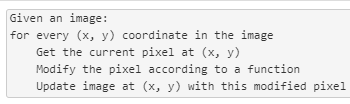 Given an image:
for every (x, y) coordinate in the image
    Get the current pixel at (x, y)
    Modify the pixel according to a function
    Update image at (x, y) with this modified pixel